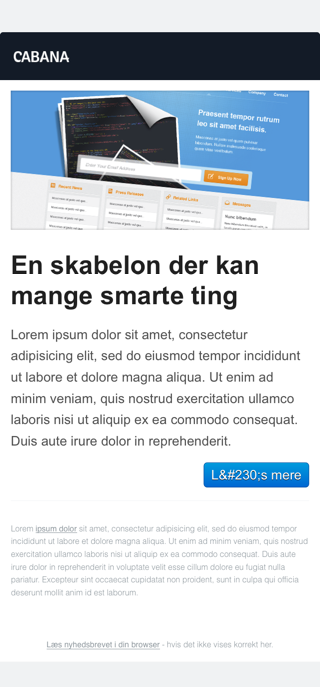 CABANA
Company
Contact
Praesent tempor rutrum
leo sit amet facilisis.
Enter Your Email Address
Sign Up Now
Recent News
Press Releases
Related Links
Messages
Nunc bibendum
En skabelon der kan
mange smarte ting
Lorem ipsum dolor sit amet, consectetur
adipisicing elit, sed do eiusmod tempor incididunt
ut labore et dolore magna aliqua. Ut enim ad
minim veniam, quis nostrud exercitation ullamco
laboris nisi ut aliquip ex ea commodo consequat.
Duis aute irure dolor in reprehenderit.
L&#230;s mere
Lorem ipsum dolor sit amet, consectetur adipisicing elit, sed do eiusmod tempor
incididunt ut labore et dolore magna aliqua. Ut enim ad minim veniam, quis nostrud
exercitation ullamco laboris nisi ut aliquip ex ea commodo consequat. Duis aute
irure dolor in reprehenderit in voluptate velit esse cillum dolore eu fugiat nulla
pariatur. Excepteur sint occaecat cupidatat non proident, sunt in culpa qui officia
deserunt mollit anim id est laborum.
Læs nyhedsbrevet i din browser - hvis det ikke vises korrekt her.